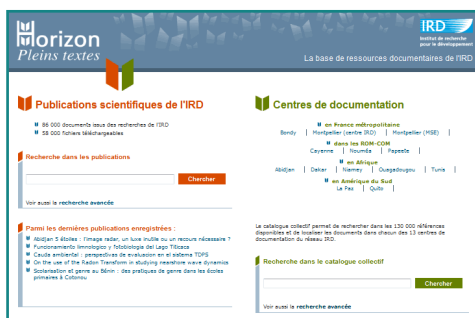 Horizon
Pleins textes
IRD
Institut de recherche
pour le développement
La base de ressources documentaires de l'IRD
Publications scientifiques de l'IRD
86 000 documents issus des recherches de l'IRD
58 000 fichiers téléchargeables
Recherche dans les publications
Chercher
Voir aussi la recherche avancée
Parmi les dernières publications enregistrées :
Abidjan 5 étoiles : l'image radar, un luxe inutile ou un recours nécessaire ?
Funcionamiento limnologico y fotobiologia del Lago Titicaca
Cauda ambiental : perspectivas de evaluacion en el sistema TDPS
On the use of the Radon Transform in studying nearshore wave dynamics
Scolarisation et genre au Bénin : des pratiques de genre dans les écoles
primaires à Cotonou
Centres de documentation
en France métropolitaine
Bondy | Montpellier (centre IRD) | Montpellier (MSE) |
dans les ROM-COM
Cayenne | Nouméa | Papeete |
en Afrique
Abidjan | Dakar | Niamey | Ouagadougou | Tunis |
en Amérique du Sud
La Paz | Quito |
Le catalogue collectif permet de rechercher dans les 130 000 références
disponibles et de localiser les documents dans chacun des 13 centres de
documentation du réseau IRD.
Recherche dans le catalogue collectif
Chercher
Voir aussi la recherche avancée